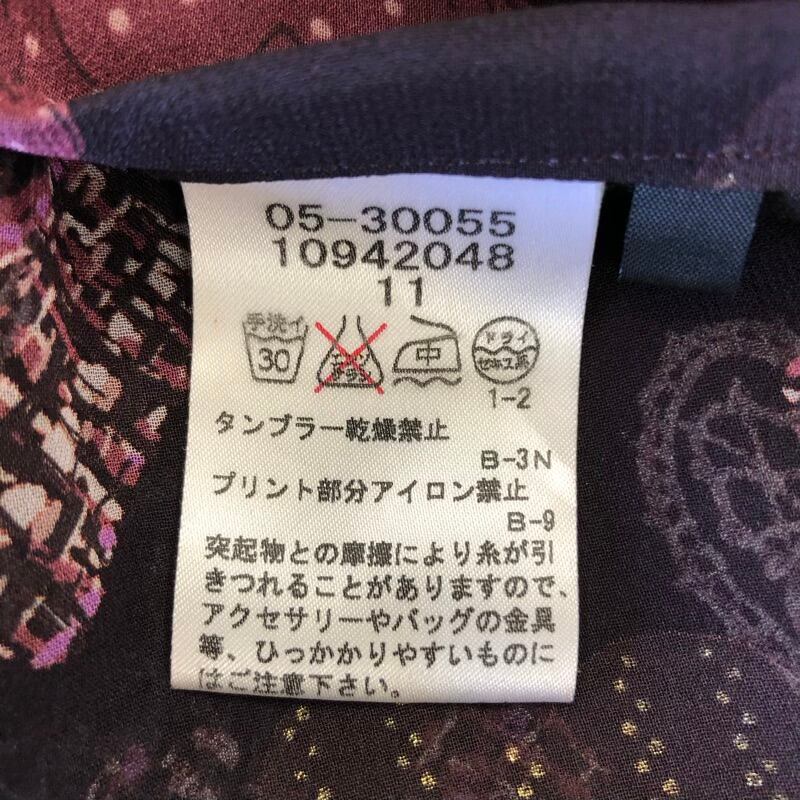 05-30055
10942048
11
手洗イ
30
エンソ
サラシ
中
ドライ
セキユ系
1-2
タンブラー乾燥禁止
B-3N
プリント部分アイロン禁止
B-9
突起物との摩擦により糸が引
きつれることがありますので、
アクセサリーやバッグの金具
等、ひっかかりやすいものに
はご注意下さい。